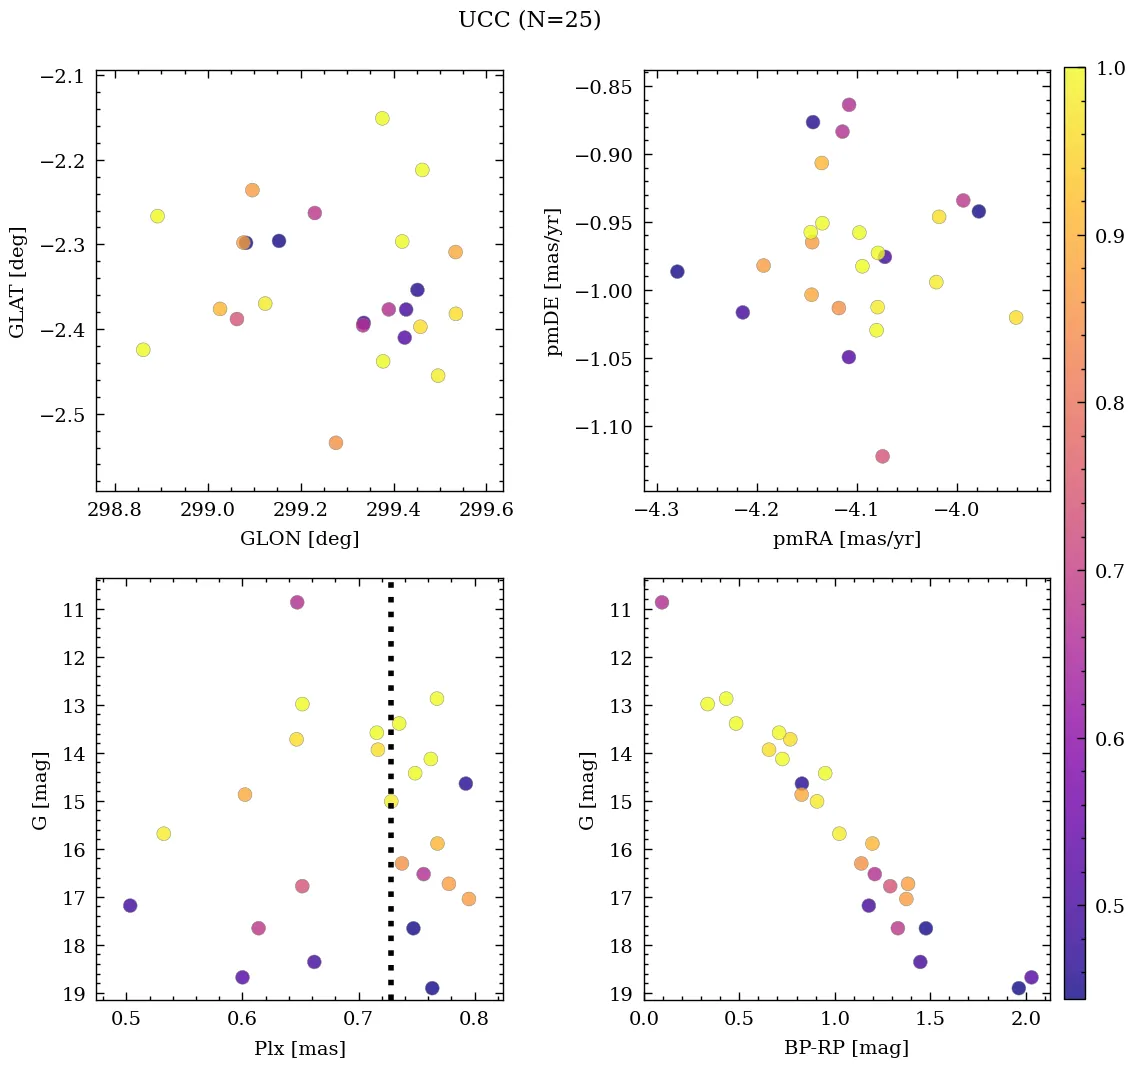 UCC (N=25)
−2.1
−2.2
−2.3
−2.4
−2.5
GLAT [deg]
298.8 299.0 299.2 299.4 299.6
GLON [deg]
−0.85
−0.90
−0.95
−1.00
−1.05
−1.10
pmDE [mas/yr]
−4.3 −4.2 −4.1 −4.0
pmRA [mas/yr]
1.0
0.9
0.8
0.7
0.6
0.5
11
12
13
14
15
16
17
18
19
G [mag]
0.5 0.6 0.7 0.8
Plx [mas]
11
12
13
14
15
16
17
18
19
G [mag]
0.0 0.5 1.0 1.5 2.0
BP-RP [mag]